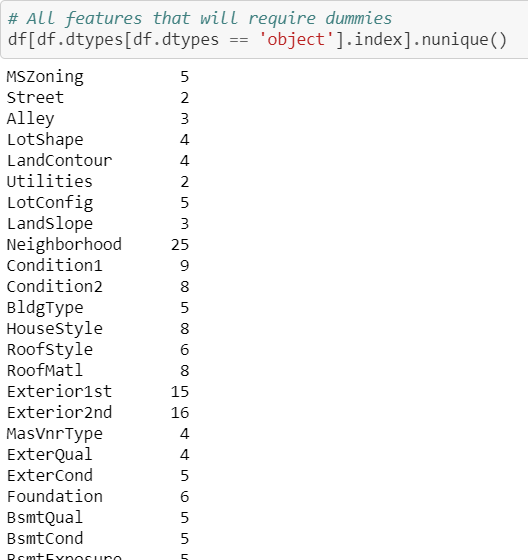 # All features that will require dummies
df[df.dtypes[df.dtypes == 'object'].index].nunique()
MSZoning 5
Street 2
Alley 3
LotShape 4
LandContour 4
Utilities 2
LotConfig 5
LandSlope 3
Neighborhood 25
Condition1 9
Condition2 8
BldgType 5
HouseStyle 8
RoofStyle 6
RoofMatl 8
Exterior1st 15
Exterior2nd 16
MasVnrType 4
ExterQual 4
ExterCond 5
Foundation 6
BsmtQual 5
BsmtCond 5
BsmtExposure 5